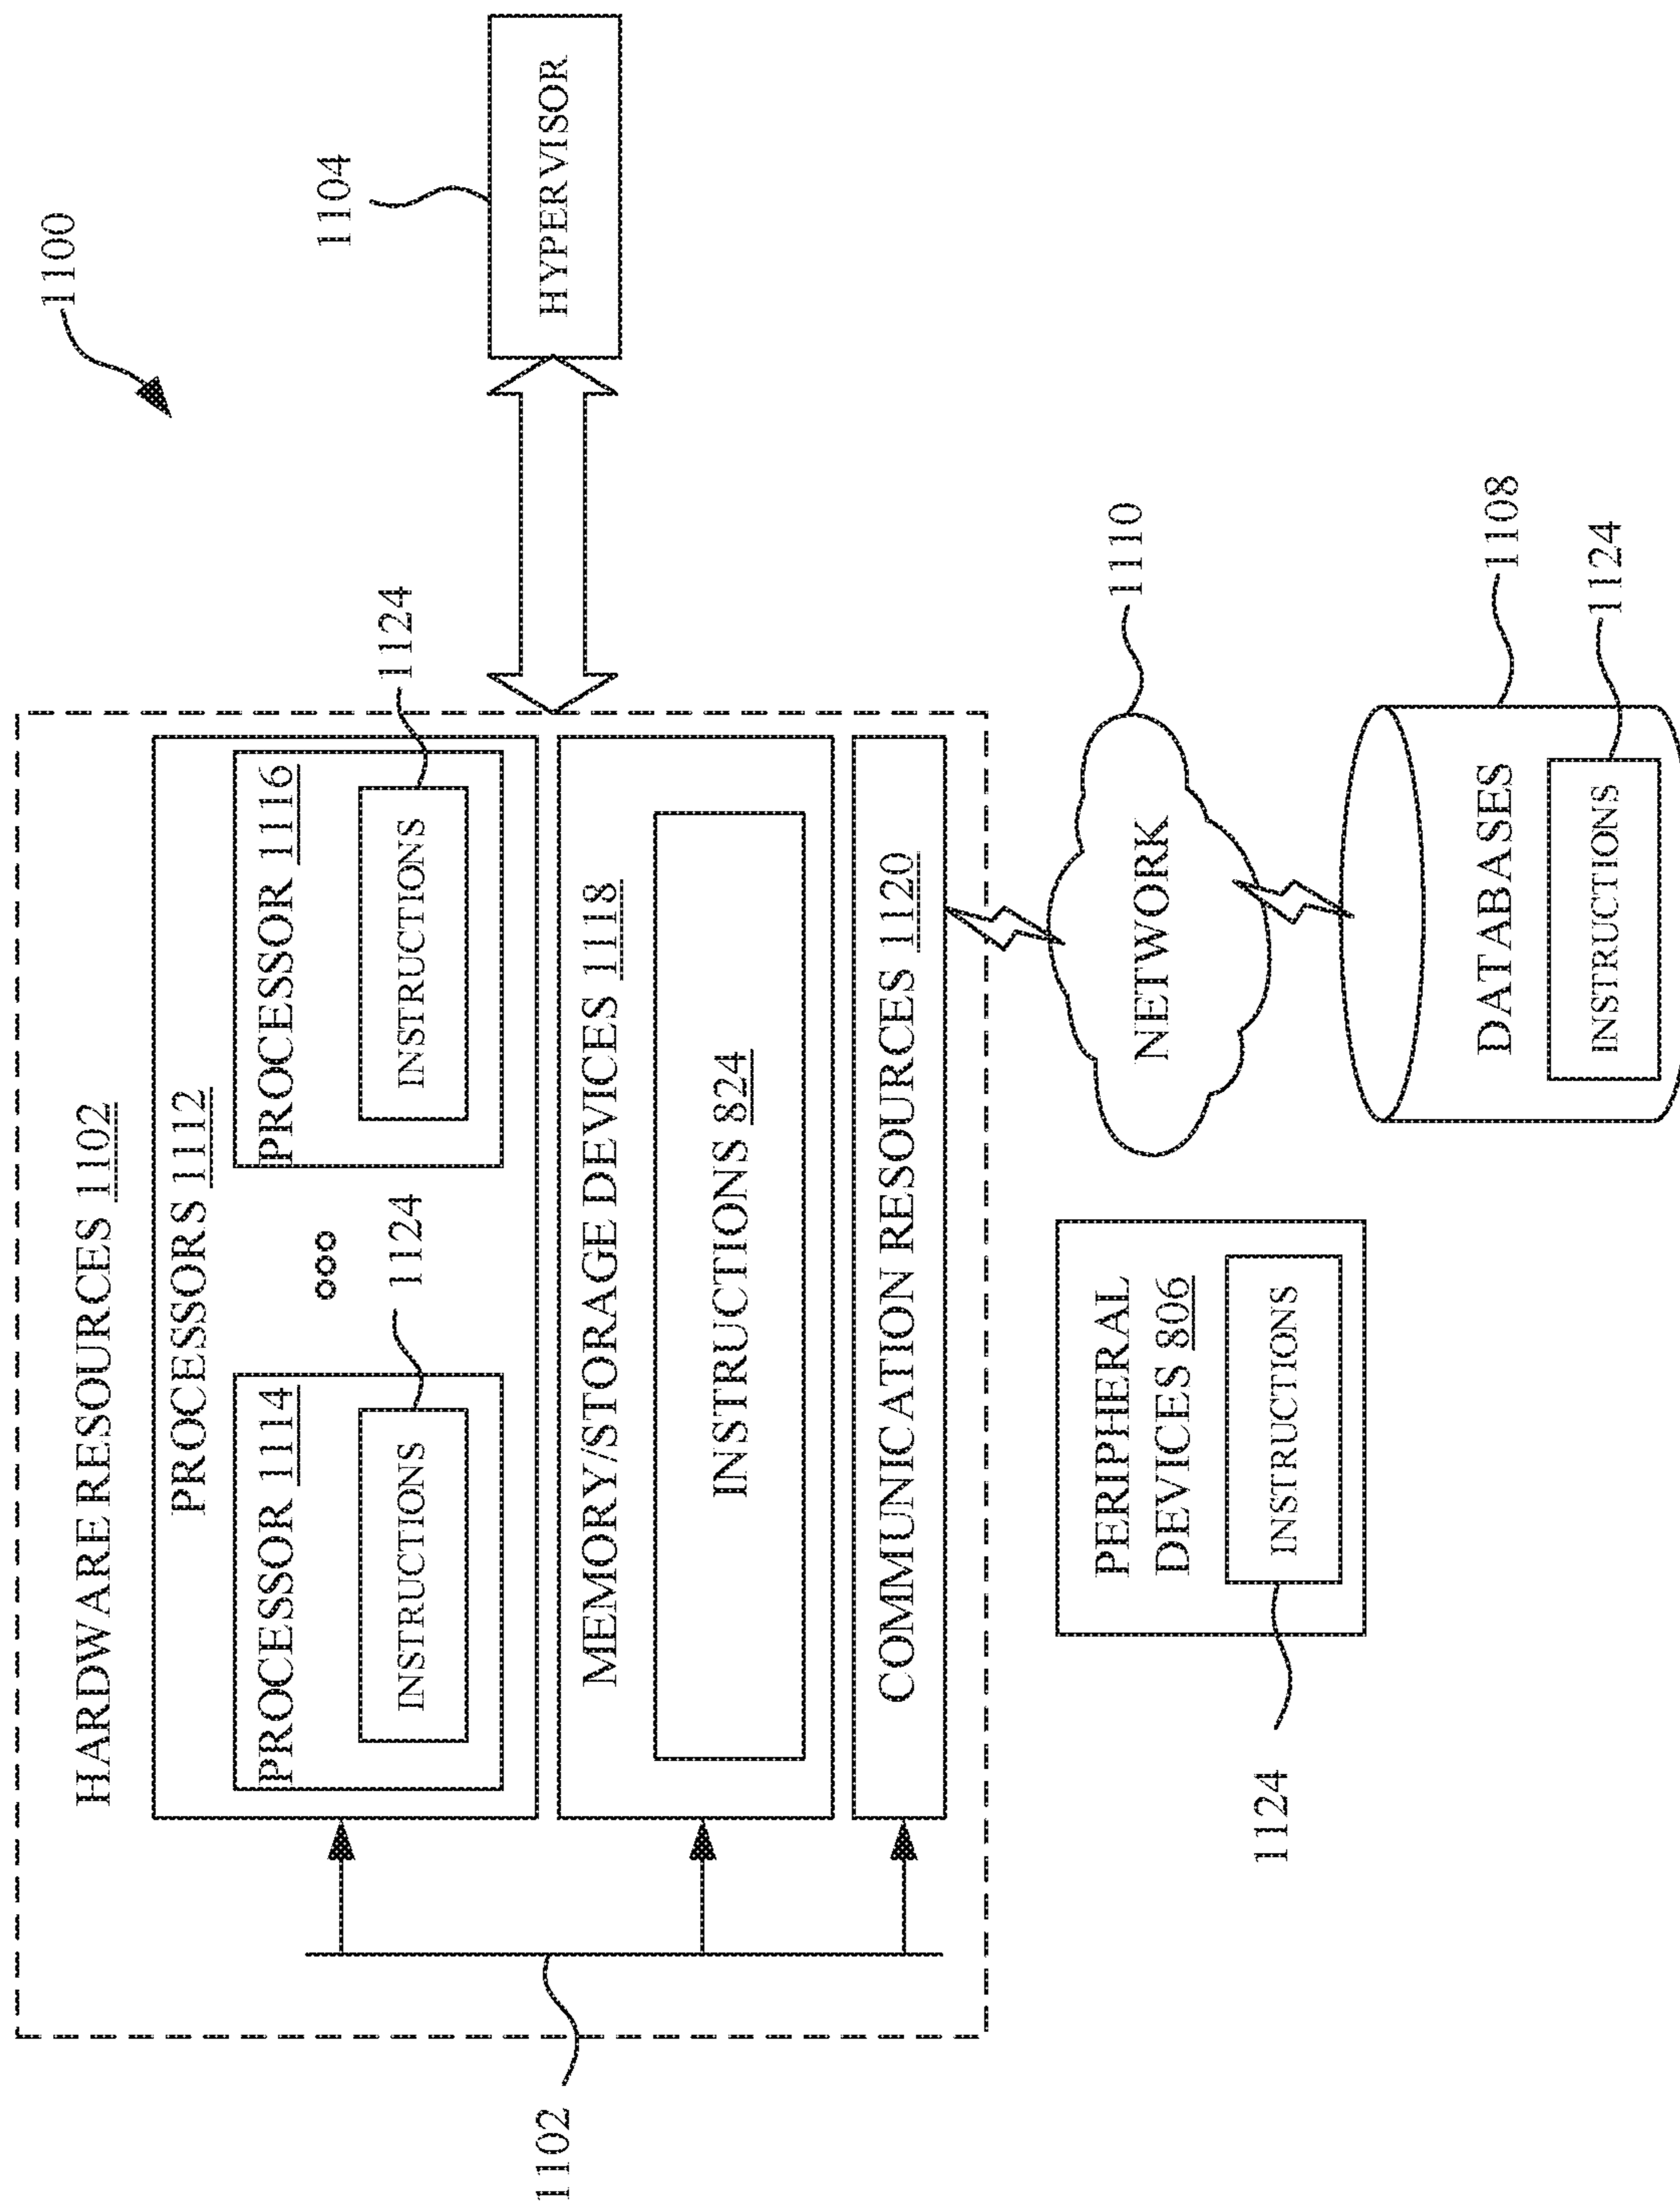 1100
HARDWARE RESOURCES 1102
PROCESSORS 1112
PROCESSOR 1114
INSTRUCTIONS
1124
PROCESSOR 1116
INSTRUCTIONS
1124
1104
HYPERVISOR
MEMORY/STORAGE DEVICES 1118
INSTRUCTIONS 824
COMMUNICATION RESOURCES 1120
1102
PERIPHERAL
DEVICES 806
INSTRUCTIONS
1124
NETWORK
1110
DATABASES
1108
INSTRUCTIONS
1124